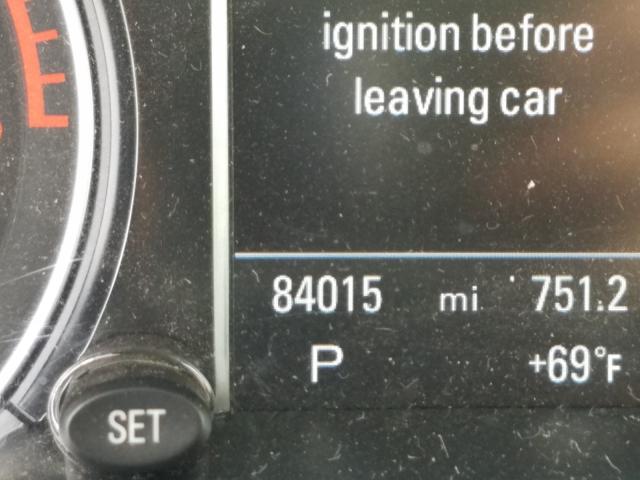 ignition before
leaving car
84015 mi 751.2
P +69°F
SET